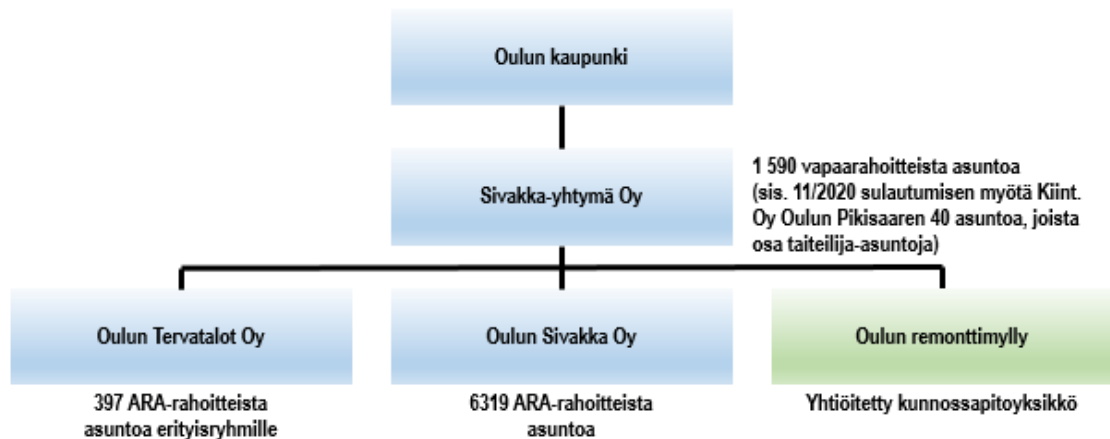 Oulun kaupunki
Sivakka-yhtymä Oy
1 590 vapaarahoitteista asuntoa
(sis. 11/2020 sulautumisen myötä Kiint.
Oy Oulun Pikisaaren 40 asuntoa, joista
osa taiteilija-asuntoja)
Oulun Tervatalot Oy
Oulun Sivakka Oy
Oulun remonttimylly
397 ARA-rahoitteista
asuntoa erityisryhmille
6319 ARA-rahoitteista
asuntoa
Yhtiöitetty kunnossapitoyksikkö